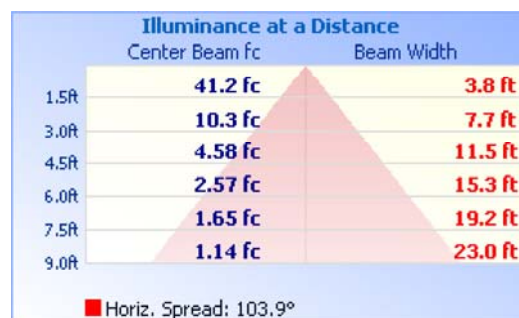 Illuminance at a Distance
Center Beam fc Beam Width
1.5ft 41.2 fc 3.8 ft
3.0ft 10.3 fc 7.7 ft
4.5ft 4.58 fc 11.5 ft
6.0ft 2.57 fc 15.3 ft
7.5ft 1.65 fc 19.2 ft
9.0ft 1.14 fc 23.0 ft
Horiz. Spread: 103.9°